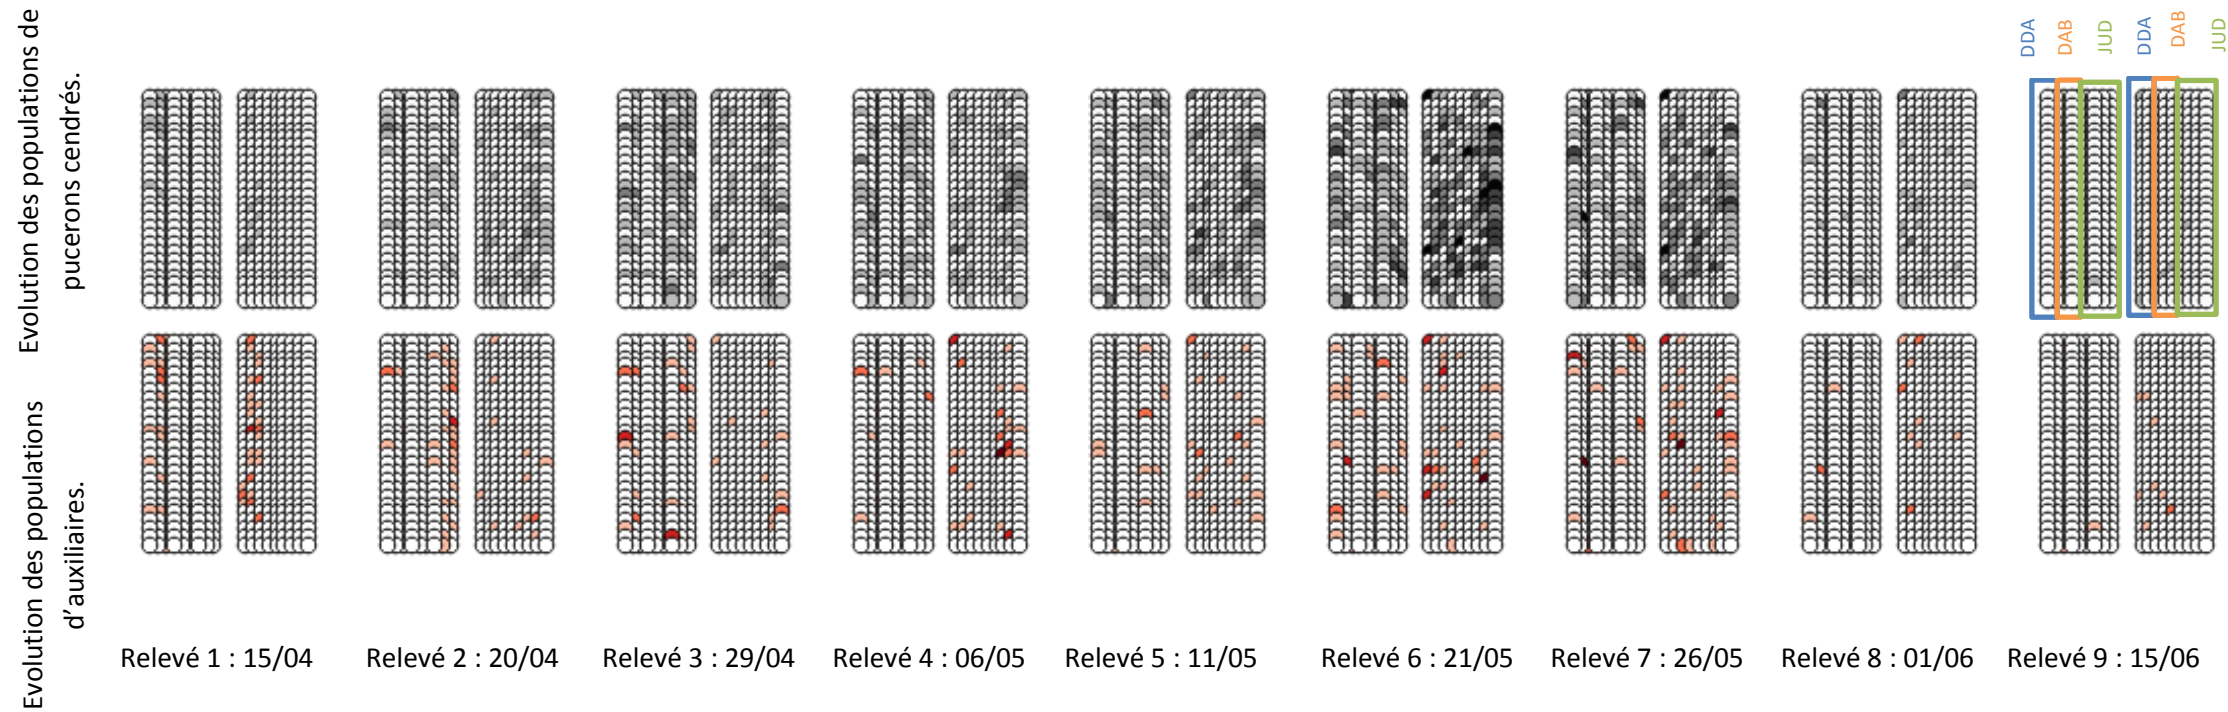 Evolution des populations de
pucerons cendrés.
DDA
DAB
JUD
DDA
DAB
JUD
Evolution des populations
d’auxiliaires.
Relevé 1 : 15/04
Relevé 2 : 20/04
Relevé 3 : 29/04
Relevé 4 : 06/05
Relevé 5 : 11/05
Relevé 6 : 21/05
Relevé 7 : 26/05
Relevé 8 : 01/06
Relevé 9 : 15/06